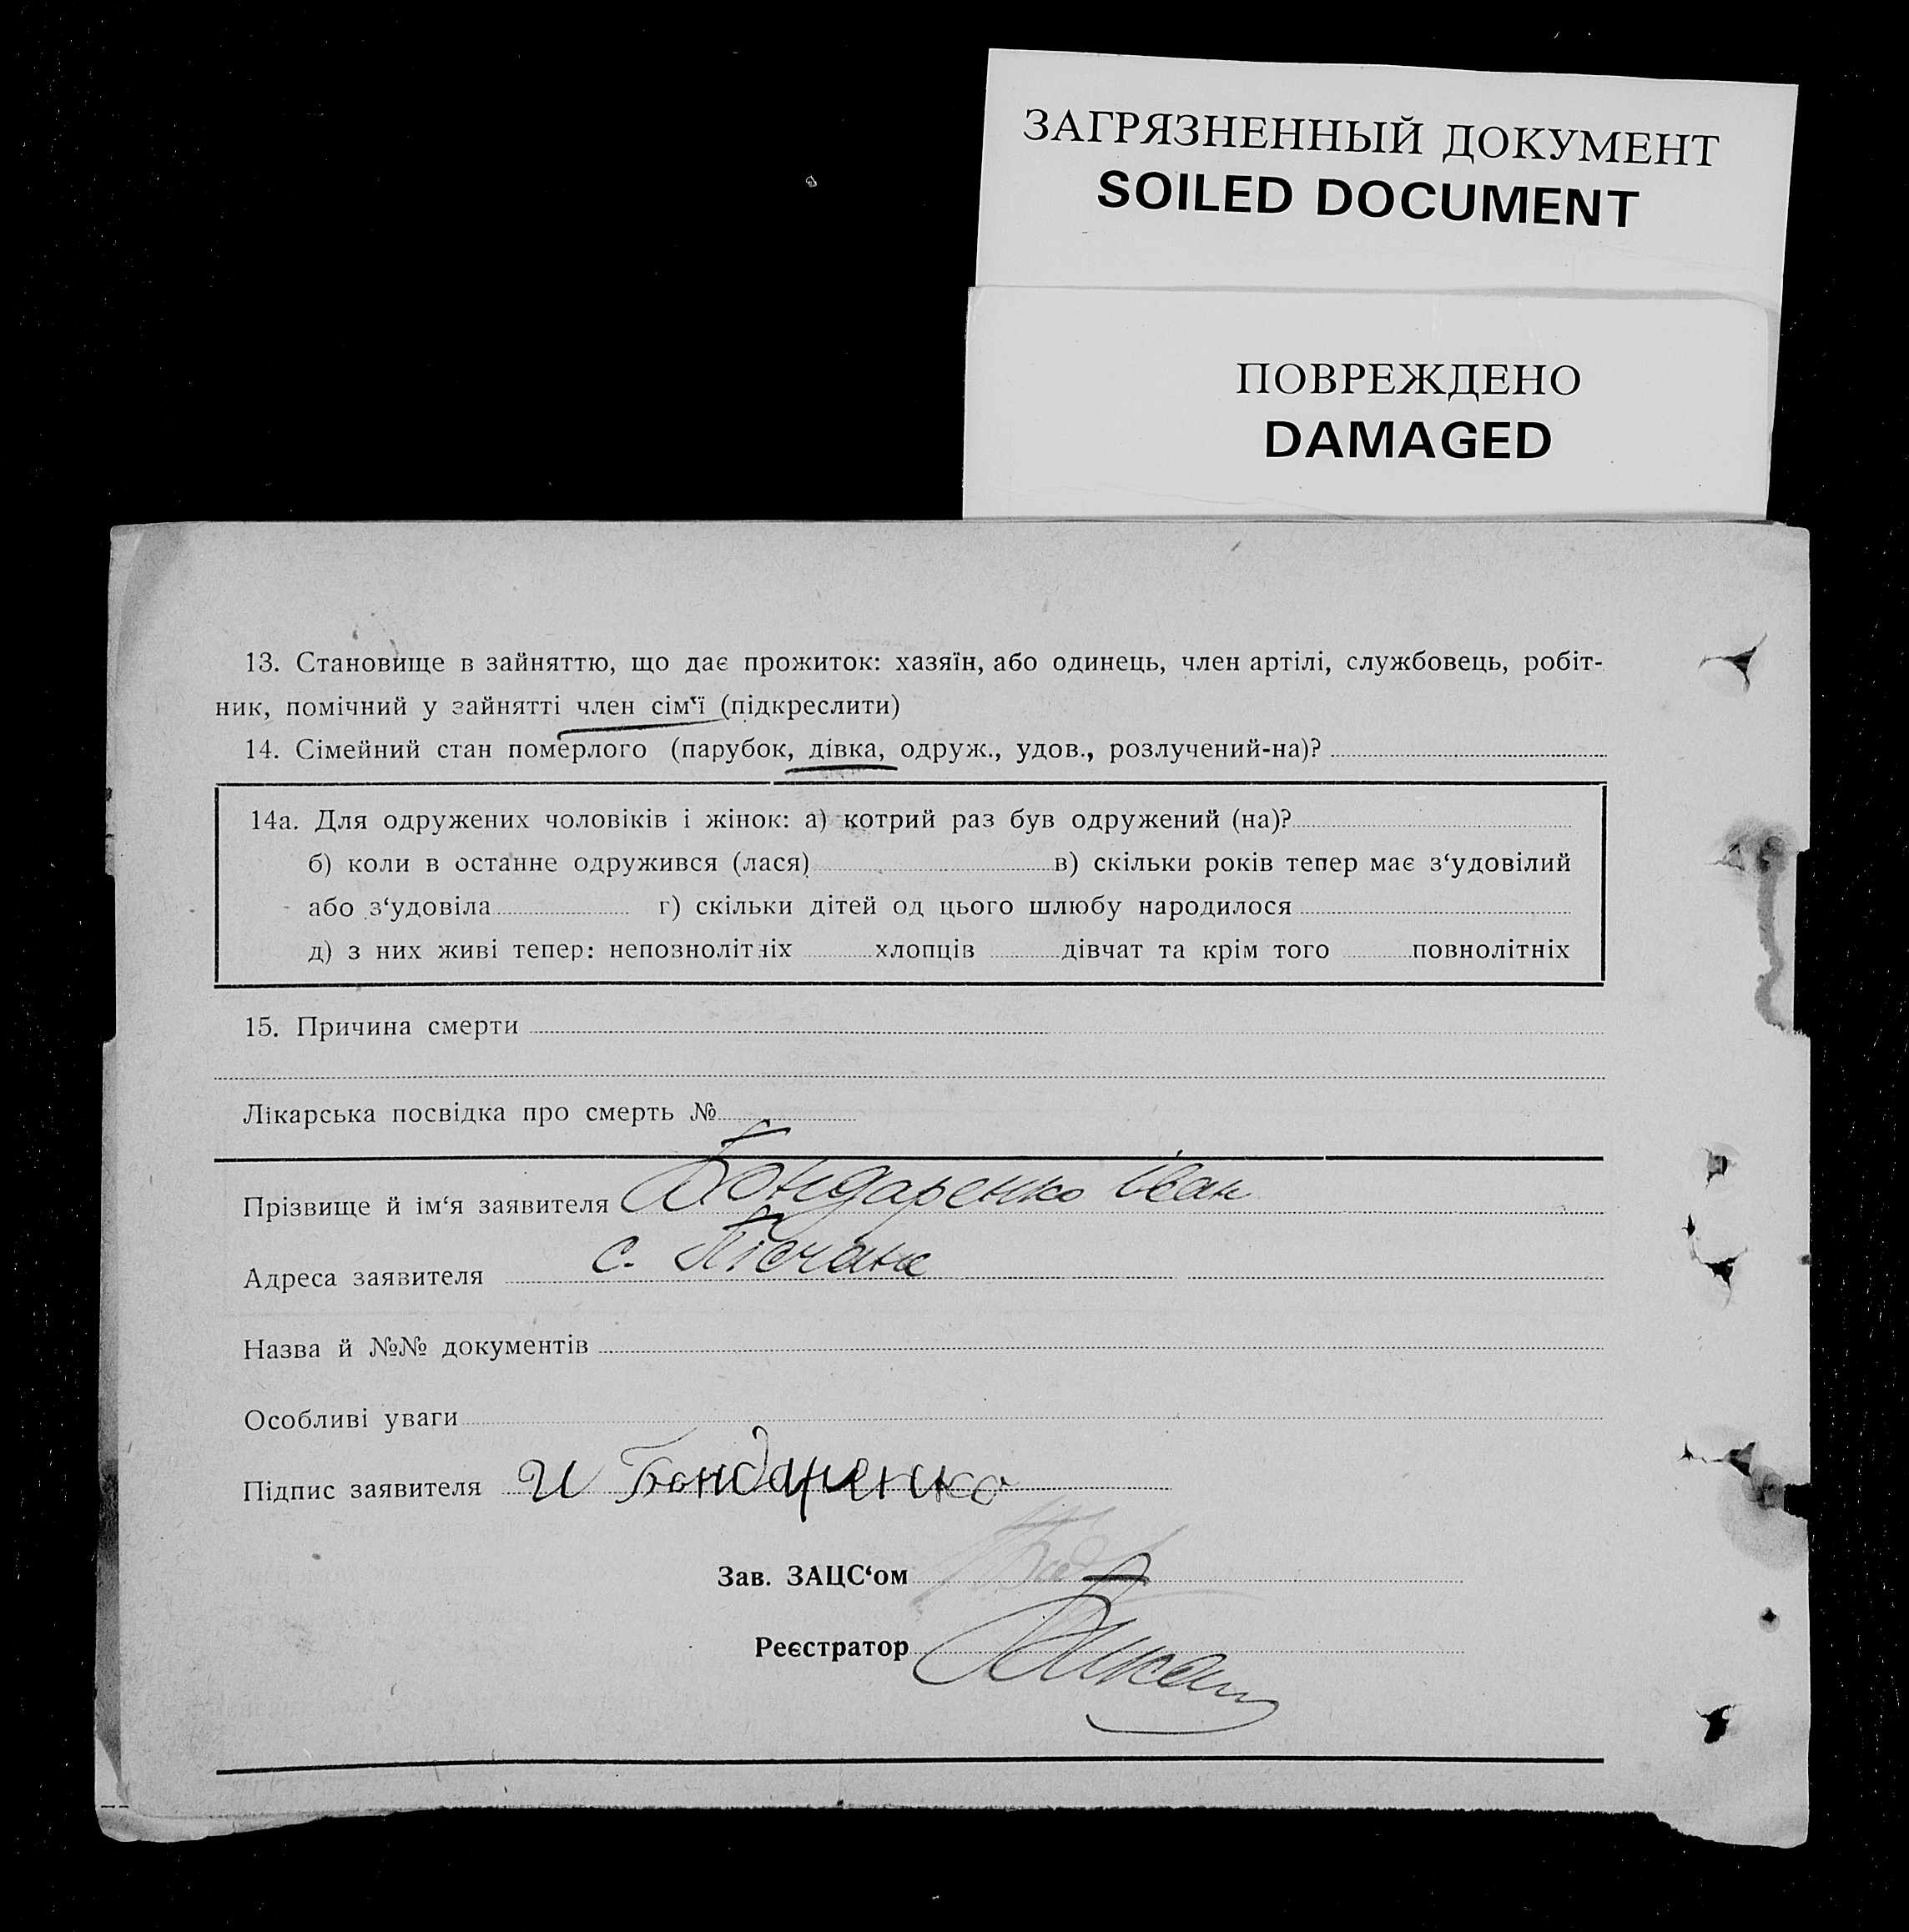 ЗАГРЯЗНЕННЫЙ ДОКУМЕНТ
SOILED DOCUMENT
ПОВРЕЖДЕНО
DAMAGED
13. Становище в зайняттю, що дає прожиток: хазяїн, або одинець, член артілі, службовець, робіт-
ник, помічний у зайнятті член сім‘ї (підкреслити)
14. Сімейний стан померлого (парубок, дівка, одруж., удов., розлучений-на)?
14а. Для одружених чоловіків і жінок: а) котрий раз був одружений (на)?
б) коли в останне одружився (лася) в) скільки років тепер має з‘удовілий
або з‘удовіла г) скільки дітей од цього шлюбу народилося
д) з них живі тепер: непознолітніх хлопців дівчат та крім того повнолітніх
15. Причина смерти
Лікарська посвідка про смерть №
Прізвище й ім‘я заявителя Бондаренко Іван
Адреса заявителя с. Пісчане
Назва й №№ документів
Особливі уваги
Підпис заявителя И Бондаренко
Зав. ЗАЦС‘ом
Реєстратор